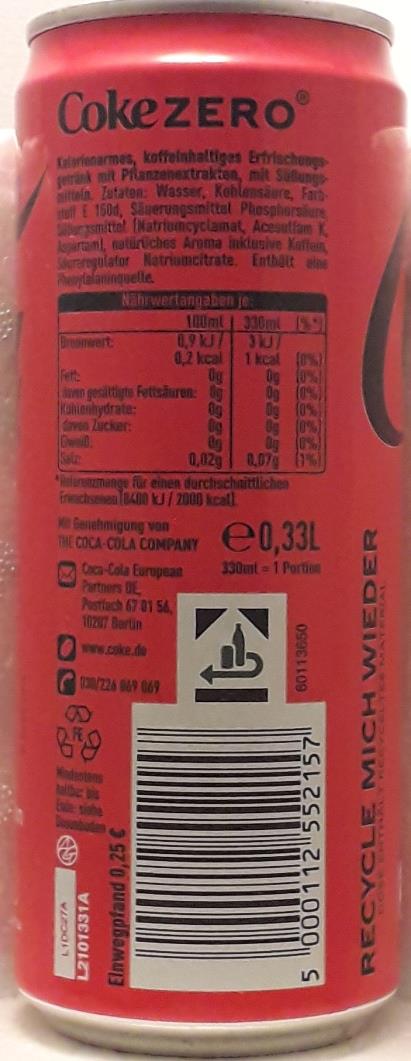 Coke ZERO®
Kalorienarmes, koffeinhaltiges Erfrischungs-
getränk mit Pflanzenextrakten, mit Süßungs-
mitteln. Zutaten: Wasser, Kohlensäure, Farb-
stoff E 150d, Säuerungsmittel Phosphorsäure,
Süßungsmittel (Natriumcyclamat, Acesulfam K,
Aspartam), natürliches Aroma inklusive Koffein,
Säureregulator Natriumcitrate. Enthält eine
Phenylalaninquelle.
Nährwertangaben je:
100ml 330ml (%*)
Brennwert: 0,9 kJ / 3 kJ /
0,2 kcal 1 kcal (0%)
Fett: 0g 0g (0%)
davon gesättigte Fettsäuren: 0g 0g (0%)
Kohlenhydrate: 0g 0g (0%)
davon Zucker: 0g 0g (0%)
Eiweiß: 0g 0g (0%)
Salz: 0,02g 0,07g (1%)
*Referenzmenge für einen durchschnittlichen
Erwachsenen (8400 kJ / 2000 kcal).
Mit Genehmigung von
THE COCA-COLA COMPANY
e 0,33L
330ml = 1 Portion
Coca-Cola European
Partners DE,
Postfach 67 01 56,
10207 Berlin
www.coke.de
030/226 069 069
FE
Mindestens
haltbar bis
Ende: siehe
Dosenboden
L1DC27A
L2101331A
Einwegpfand 0,25 €
60113650
5 000112 552157
RECYCLE MICH WIEDER
DOSE ENTHÄLT RECYCELTES MATERIAL